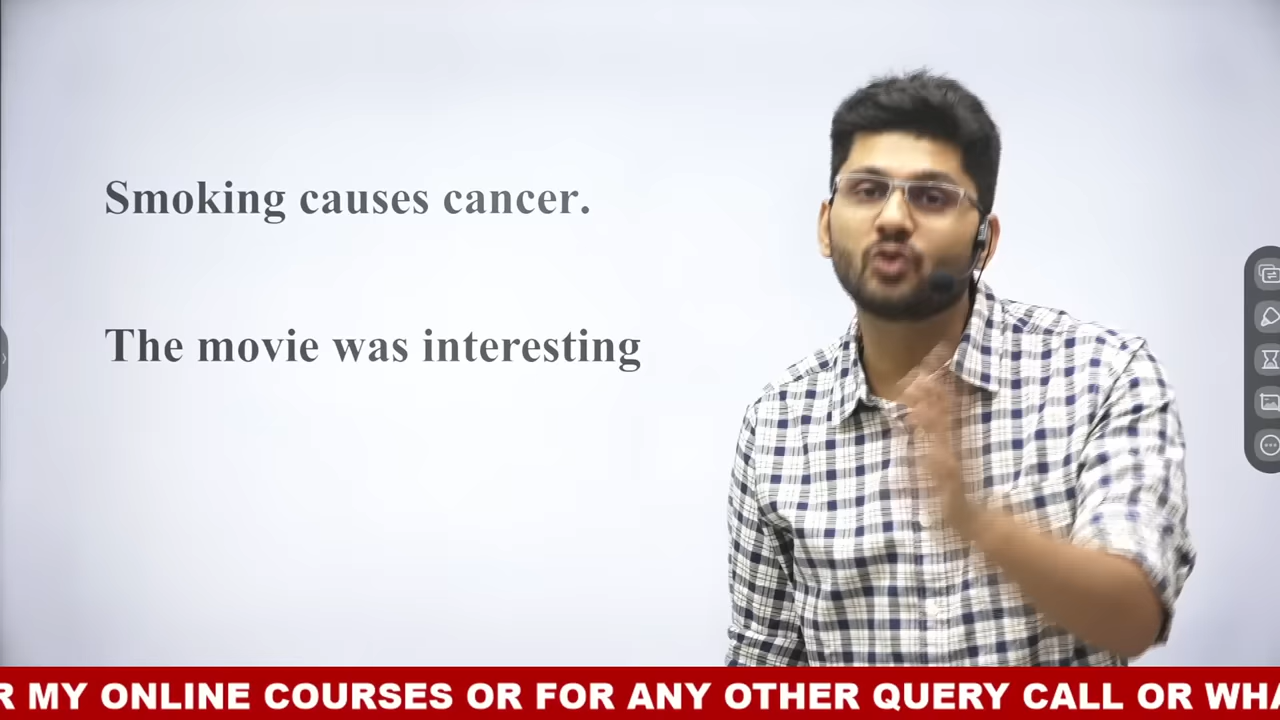 Smoking causes cancer.
The movie was interesting
R MY ONLINE COURSES OR FOR ANY OTHER QUERY CALL OR WHA